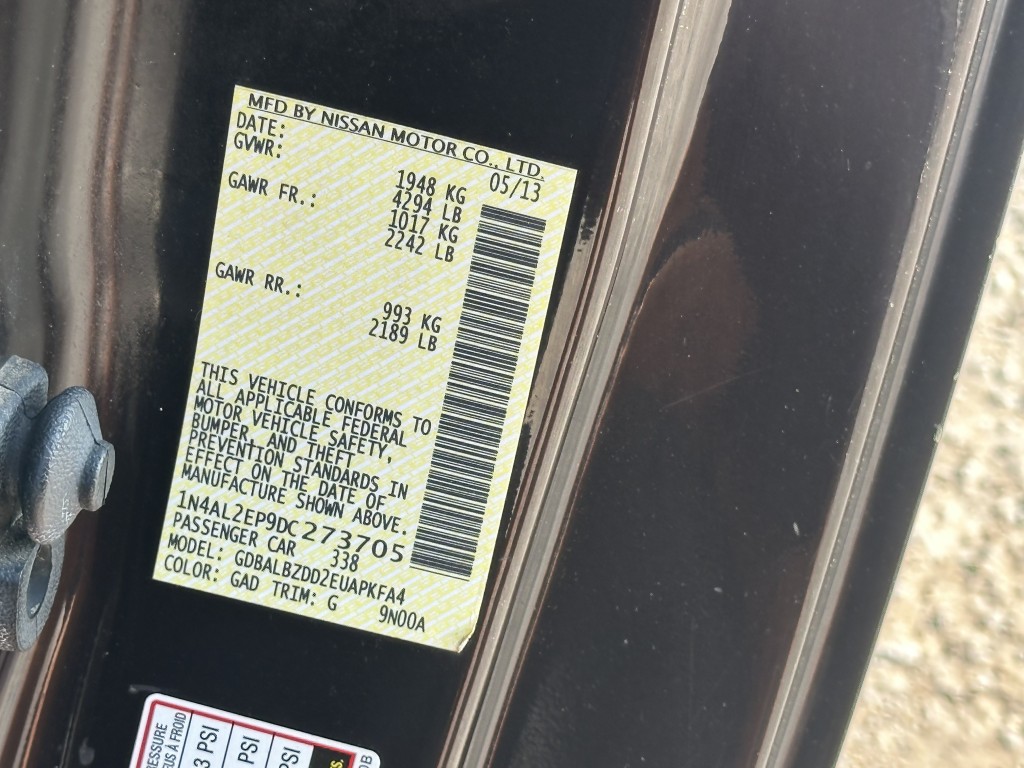 MFD BY NISSAN MOTOR CO., LTD.
DATE: 05/13
GVWR: 1948 KG
4294 LB
GAWR FR.: 1017 KG
2242 LB
GAWR RR.: 993 KG
2189 LB
THIS VEHICLE CONFORMS TO
ALL APPLICABLE FEDERAL
MOTOR VEHICLE SAFETY,
BUMPER, AND THEFT
PREVENTION STANDARDS IN
EFFECT ON THE DATE OF
MANUFACTURE SHOWN ABOVE.
1N4AL2EP9DC273705
PASSENGER CAR 338
MODEL: GDBALBZDD2EUAPKFA4
COLOR: GAD TRIM: G 9N00A
À FROID
3 PSI
PSI
PSI